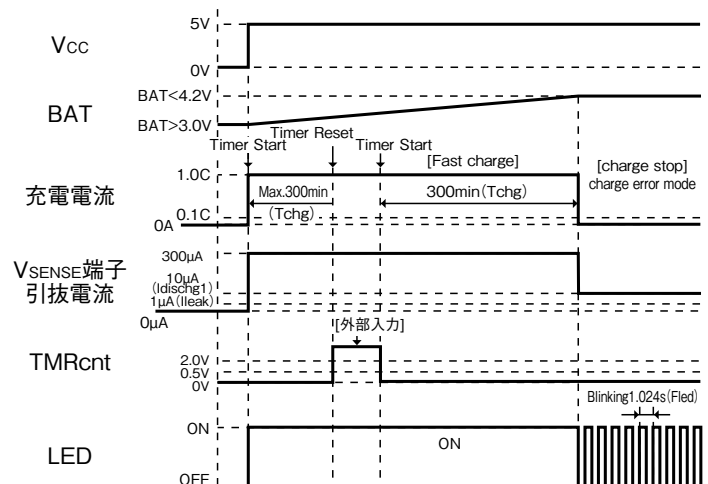 5V
VCC
0V
BAT<4.2V
BAT
BAT>3.0V
Timer Reset
Timer Start
Timer Start
[Fast charge]
[charge stop]
charge error mode
1.0C
Max.300min
(Tchg)
300min(Tchg)
充電電流
0.1C
0A
300μA
VSENSE端子
引抜電流
10μA
(Idischg1)
1μA(Ileak)
0μA
[外部入力]
TMRcnt
2.0V
0.5V
0V
Blinking1.024s(Fled)
ON
LED
ON
OFF